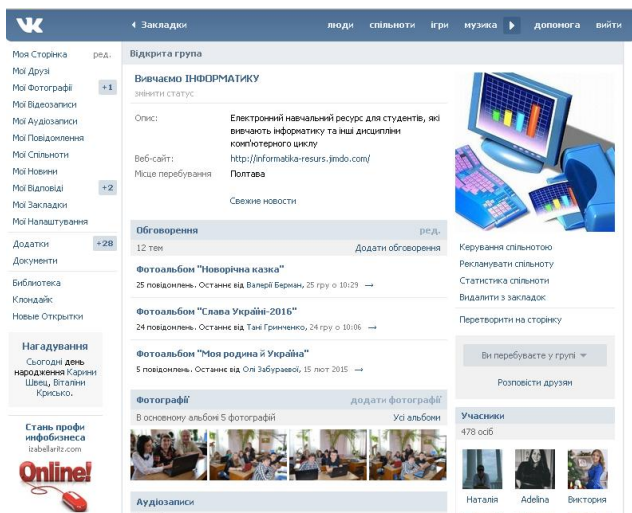 Закладки
люди спільноти ігри музика допомога вийти
Моя Сторінка ред.
Мої Друзі
Мої Фотографії +1
Мої Відеозаписи
Мої Аудіозаписи
Мої Повідомлення
Мої Спільноти
Мої Новини
Мої Відповіді +2
Мої Закладки
Мої Налаштування
Додатки +28
Документи
Библиотека
Клондайк
Новые Открытки
Нагадування
Сьогодні день
народження Карини
Швец, Віталіни
Крисько.
Стань профи
инфобизнеса
izabellaritz.com
Online!
Відкрита група
Вивчаємо ІНФОРМАТИКУ
змінити статус
Опис: Електронний навчальний ресурс для студентів, які
вивчають інформатику та інші дисципліни
комп'ютерного циклу
Веб-сайт: http://informatika-resurs.jimdo.com/
Місце перебування Полтава
Свежие новости
Обговорення ред.
12 тем Додати обговорення
Фотоальбом "Новорічна казка"
25 повідомлень. Останнє від Валерії Берман, 25 гру о 10:29 →
Фотоальбом "Слава Україні-2016"
24 повідомлень. Останнє від Тані Гринченко, 24 гру о 10:06 →
Фотоальбом "Моя родина й Україна"
5 повідомлень. Останнє від Олі Забураєвої, 15 лют 2015 →
Фотографії додати фотографії
В основному альбомі 5 фотографій Усі альбоми
Аудіозаписи
Керування спільнотою
Рекламувати спільноту
Статистика спільноти
Видалити з закладок
Перетворити на сторінку
Ви перебуваєте у групі
Розповісти друзям
Учасники
478 осіб
Наталія Adelina Виктория